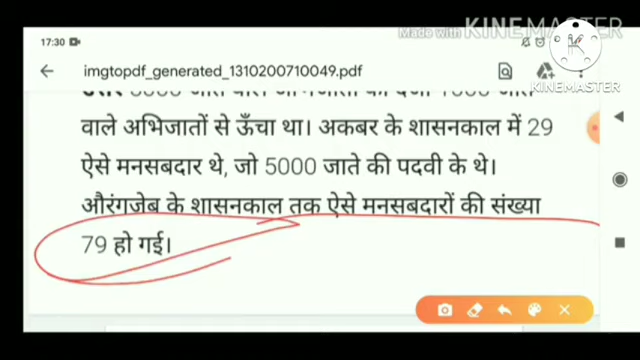 Made with KINEMASTER
17:30
KINEMASTER
imgtopdf_generated_1310200710049.pdf
वाले अभिजातों से ऊँचा था। अकबर के शासनकाल में 29
ऐसे मनसबदार थे, जो 5000 जाते की पदवी के थे।
औरंगजेब के शासनकाल तक ऐसे मनसबदारों की संख्या
79 हो गई।